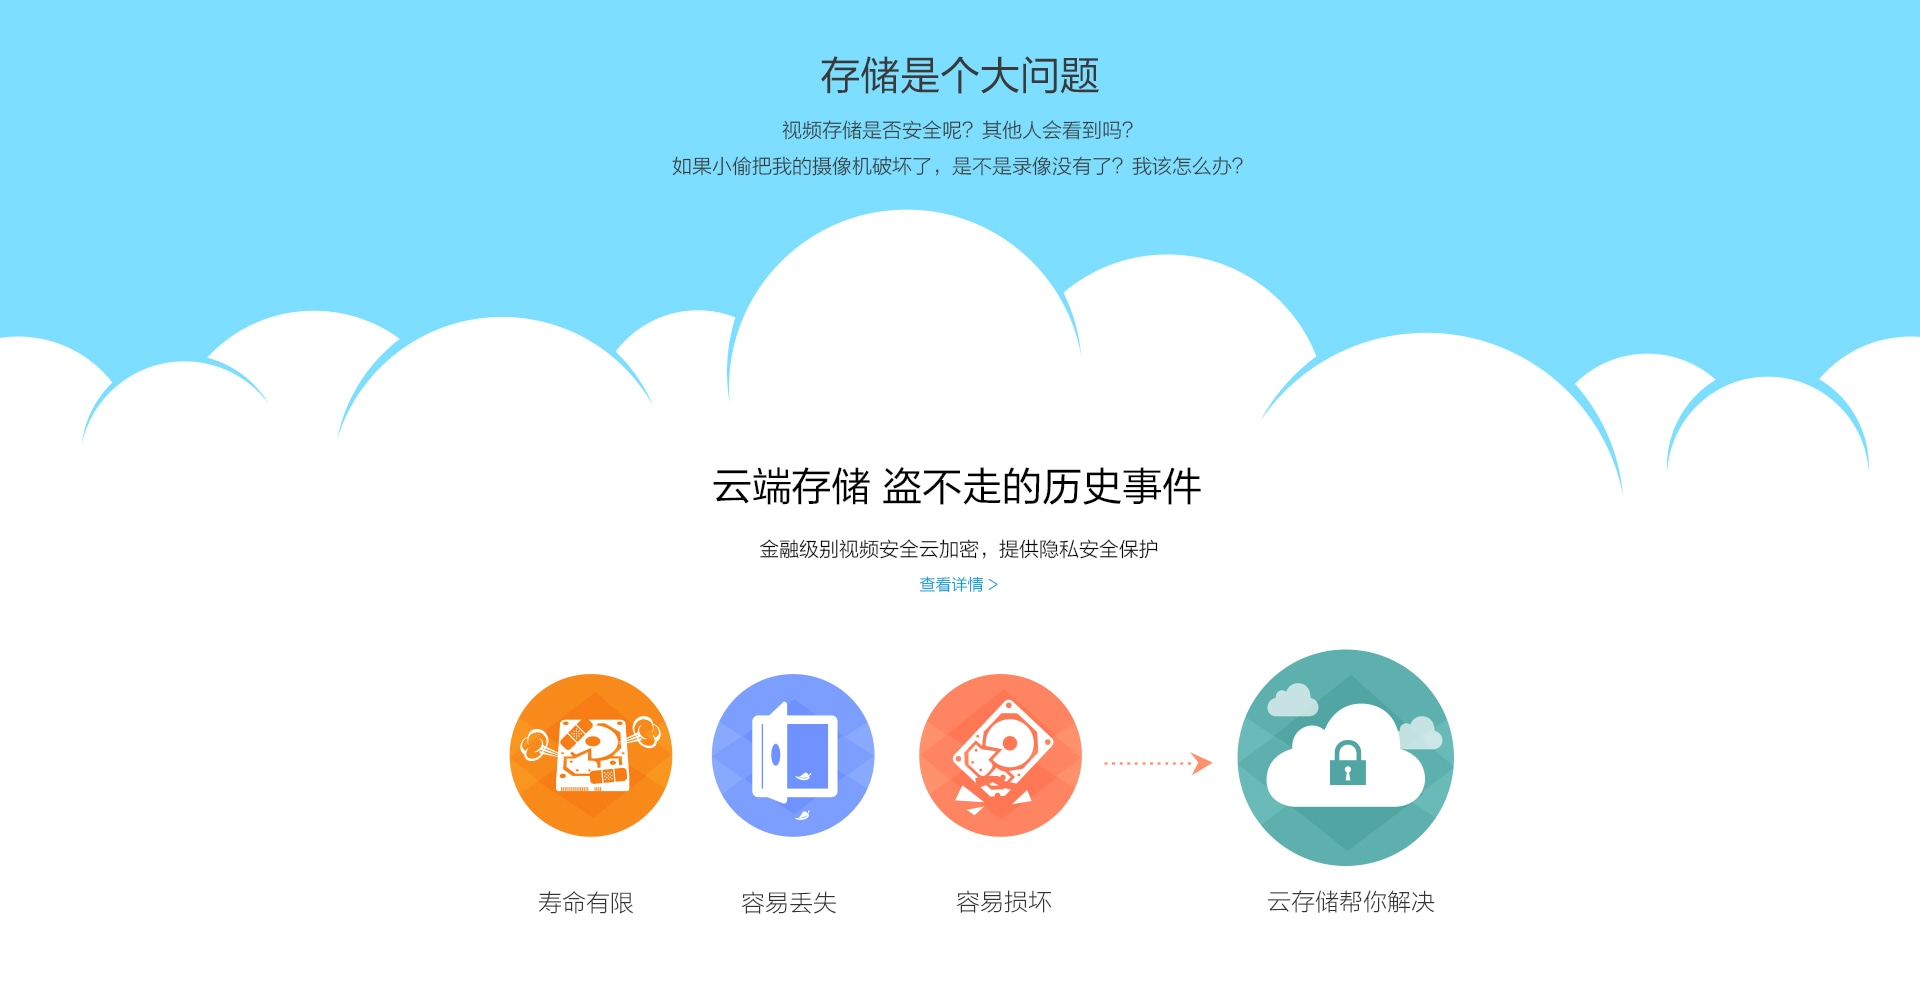 存储是个大问题
视频存储是否安全呢？其他人会看到吗？
如果小偷把我的摄像机破坏了，是不是录像没有了？我该怎么办？
云端存储 盗不走的历史事件
金融级别视频安全云加密，提供隐私安全保护
查看详情 >
寿命有限
容易丢失
容易损坏
云存储帮你解决